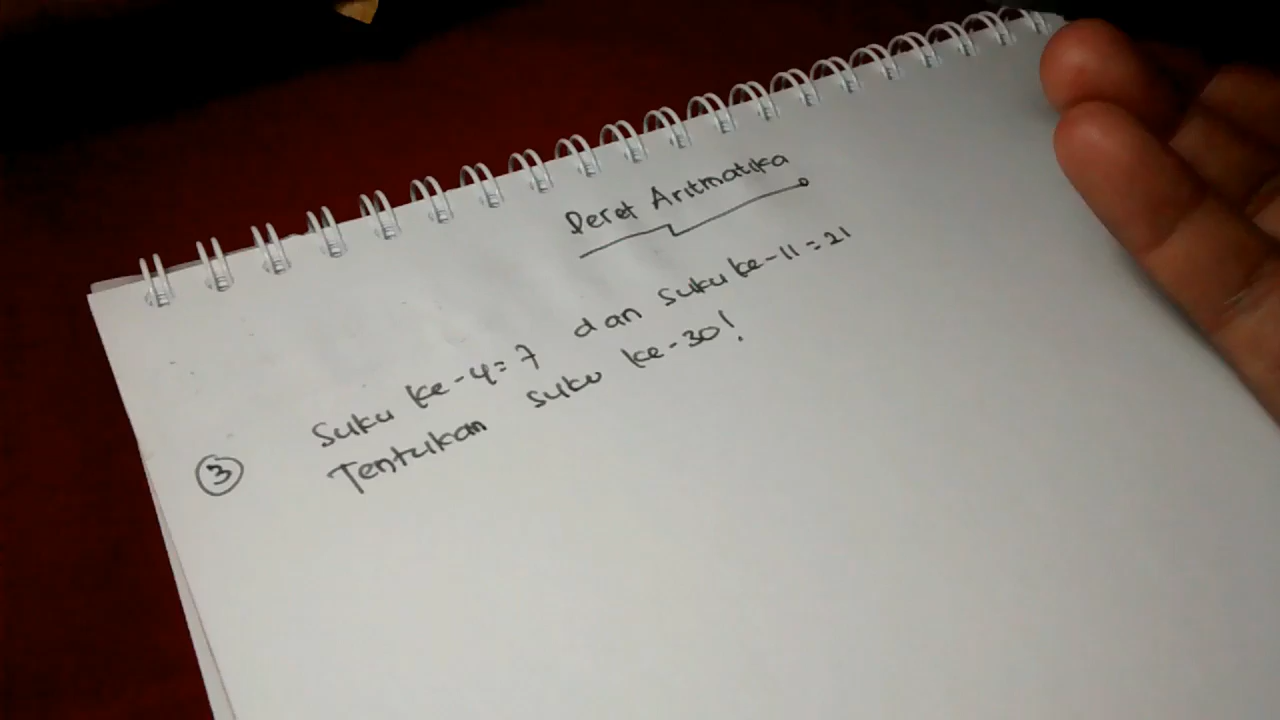 Deret Aritmatika
③ Suku ke-4=7 dan suku ke-11=21
Tentukan suku ke-30!